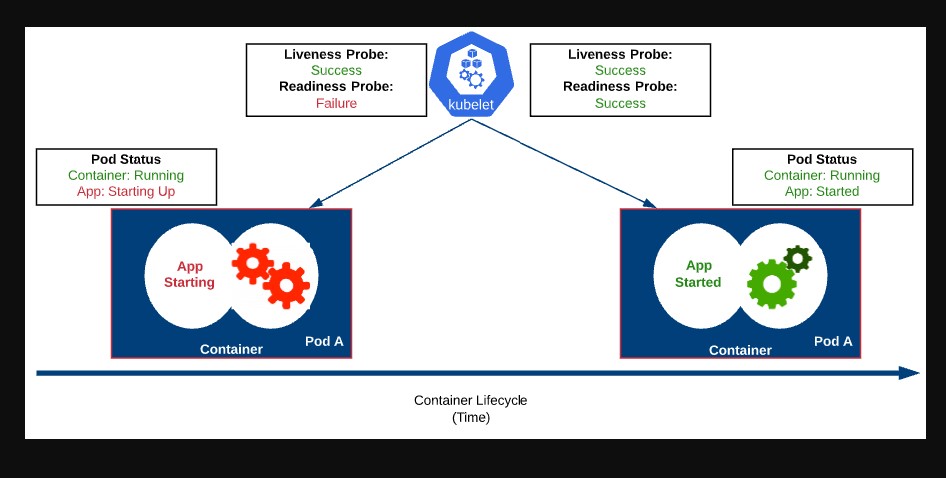 Liveness Probe:
Success
Readiness Probe:
Failure
kubelet
Liveness Probe:
Success
Readiness Probe:
Success
Pod Status
Container: Running
App: Starting Up
Pod Status
Container: Running
App: Started
App
Starting
Container
Pod A
App
Started
Container
Pod A
Container Lifecycle
(Time)